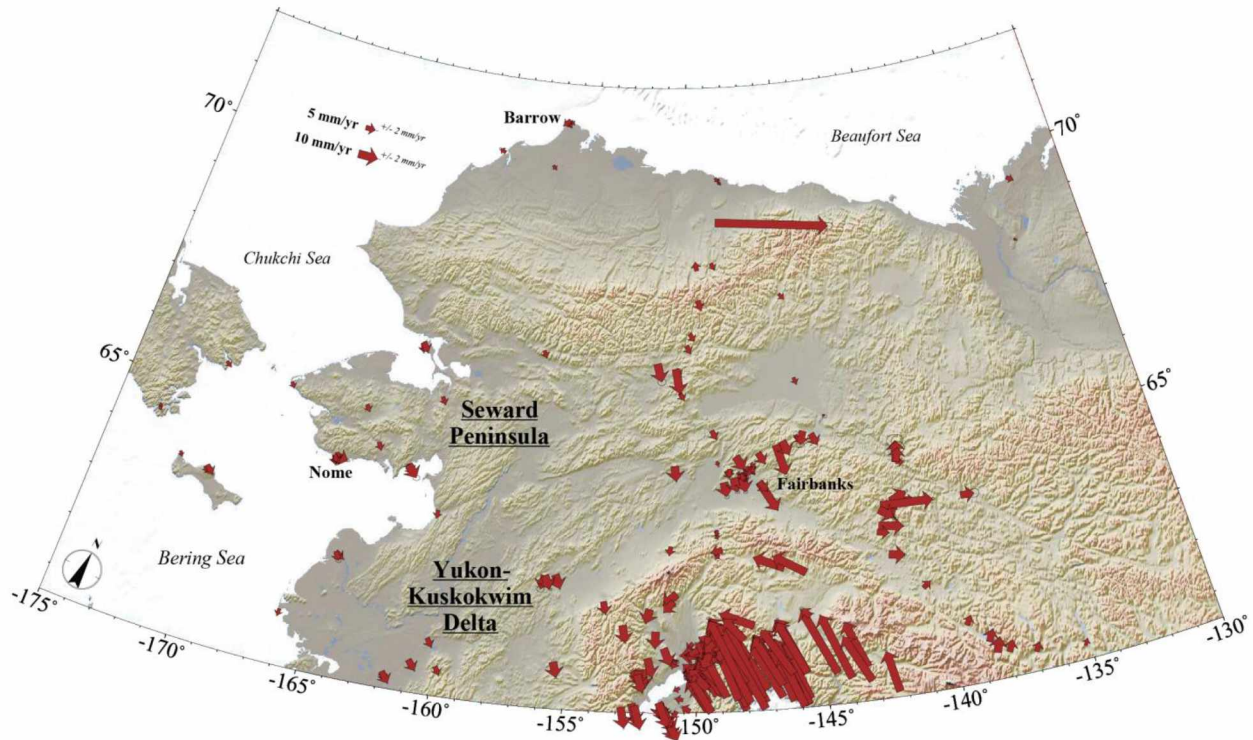 70°
5 mm/yr +/- 2 mm/yr
10 mm/yr +/- 2 mm/yr
Barrow
Beaufort Sea
70°
Chukchi Sea
65°
65°
Seward
Peninsula
Nome
Fairbanks
Bering Sea
N
Yukon-
Kuskokwim
Delta
-175°
-170°
-165°
-160°
-155°
-150°
-145°
-140°
-135°
-130°